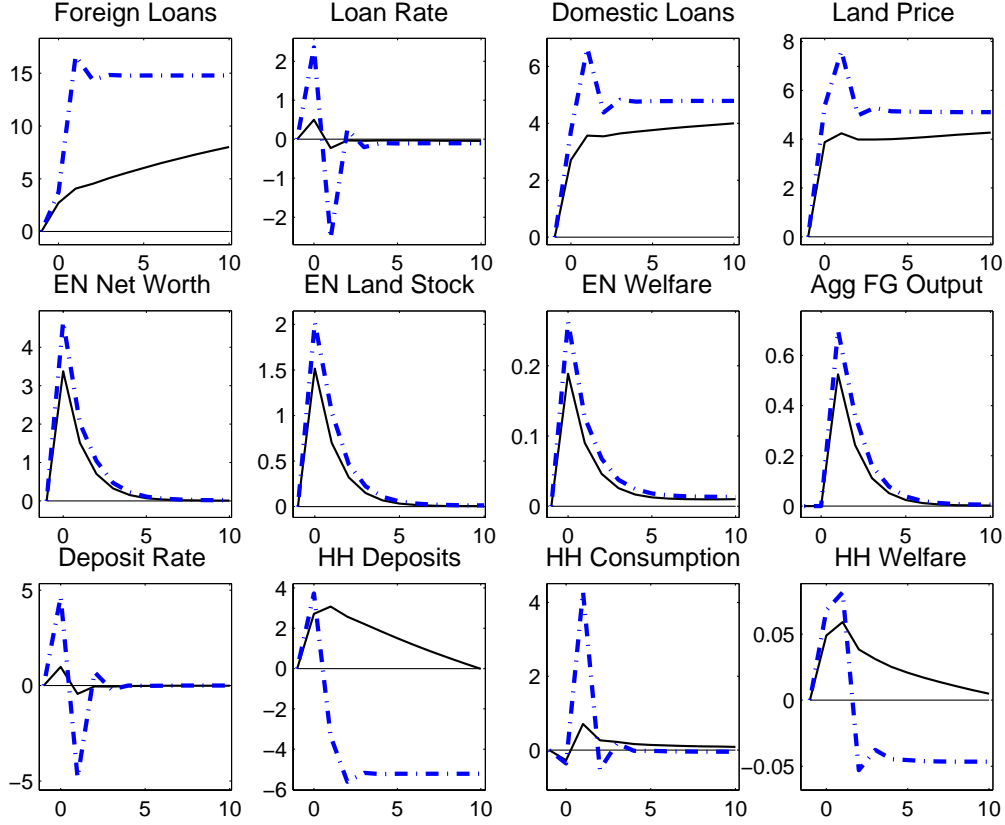 Foreign Loans
Loan Rate
Domestic Loans
Land Price
15
10
5
0
0 5 10
2
1
0
−1
−2
0 5 10
6
4
2
0
0 5 10
8
6
4
2
0
0 5 10
EN Net Worth
EN Land Stock
EN Welfare
Agg FG Output
4
3
2
1
0
0 5 10
2
1.5
1
0.5
0
0 5 10
0.2
0.1
0
0 5 10
0.6
0.4
0.2
0
0 5 10
Deposit Rate
HH Deposits
HH Consumption
HH Welfare
5
0
−5
0 5 10
4
2
0
−2
−4
−6
0 5 10
4
2
0
0 5 10
0.05
0
−0.05
0 5 10